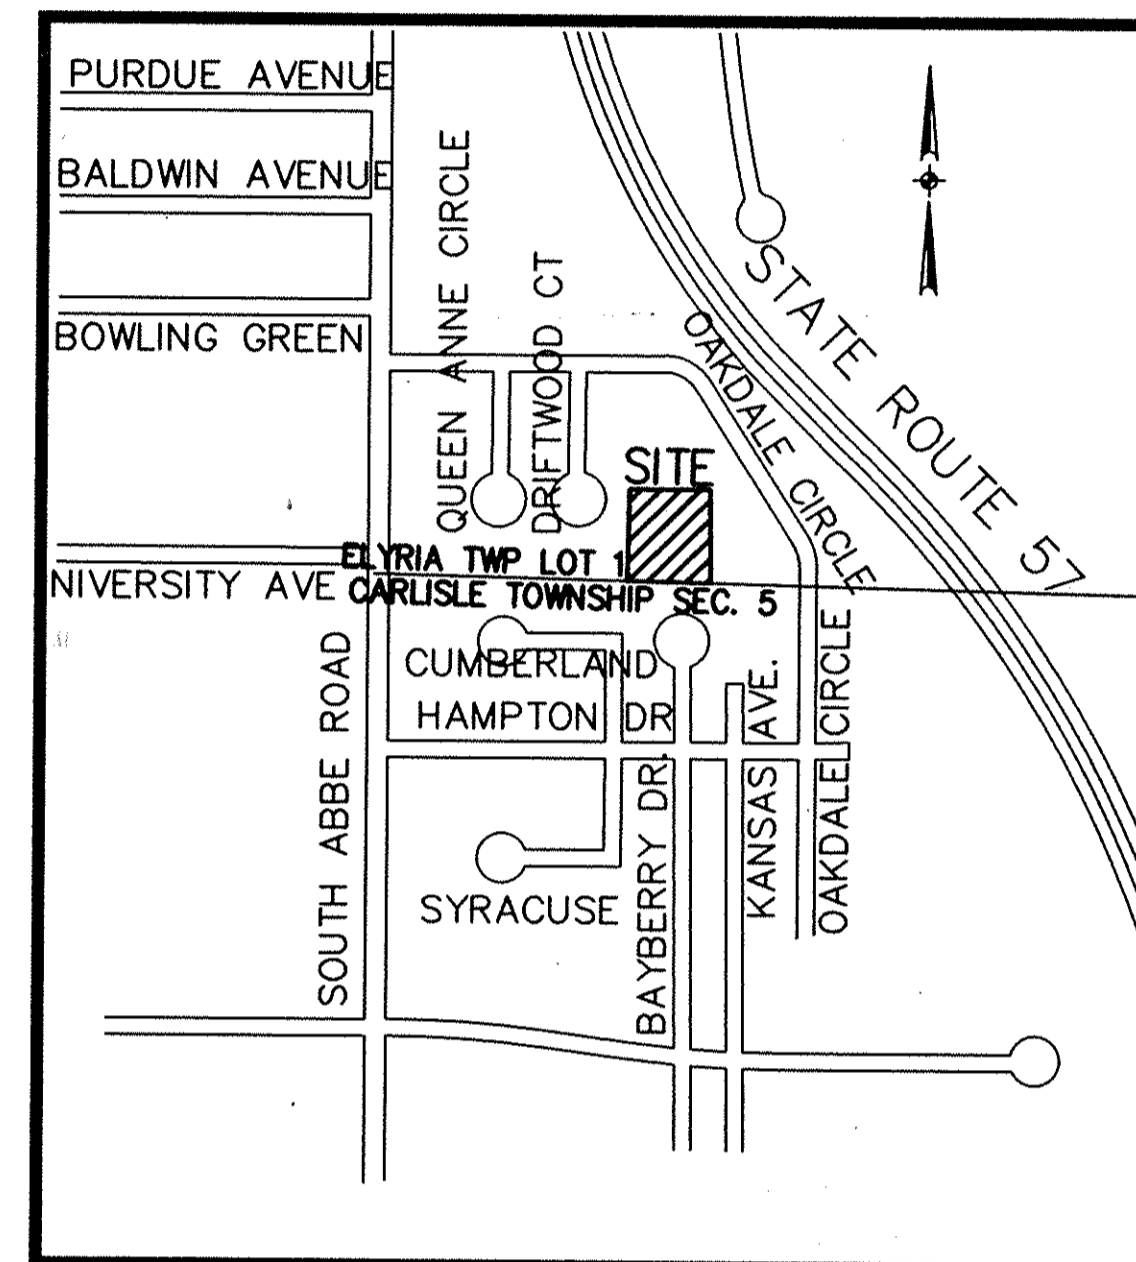 PURDUE AVENUE
BALDWIN AVENUE
BOWLING GREEN
QUEEN ANNE CIRCLE
DRIFTWOOD CT
STATE ROUTE 57
OAKDALE CIRCLE
SITE
ELYRIA TWP LOT 1
NIVERSITY AVE
CARLISLE TOWNSHIP SEC. 5
CUMBERLAND
HAMPTON DR
SOUTH ABBE ROAD
SYRACUSE
BAYBERRY DR.
KANSAS AVE.
OAKDALE CIRCLE